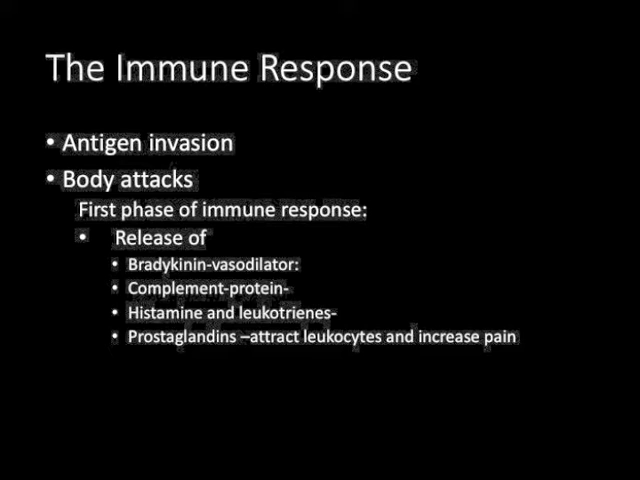 The Immune Response
• Antigen invasion
• Body attacks
First phase of immune response:
• Release of
• Bradykinin-vasodilator:
• Complement-protein-
• Histamine and leukotrienes-
• Prostaglandins –attract leukocytes and increase pain